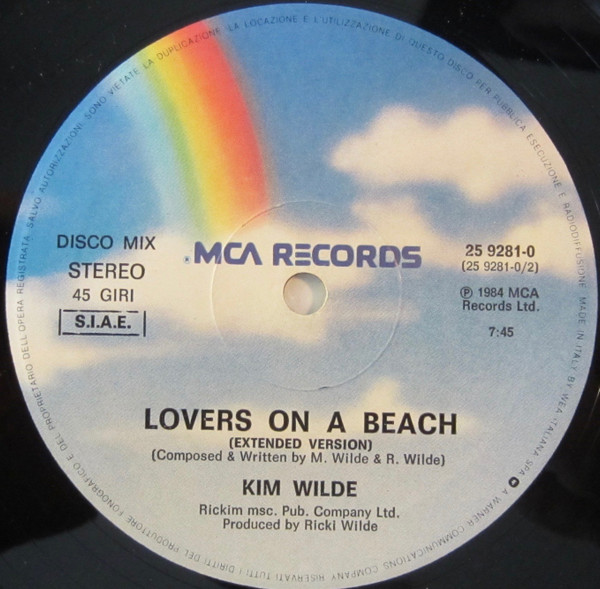 SONO VIETATE LA DUPLICAZIONE, LA LOCAZIONE E L'UTILIZZAZIONE DI QUESTO DISCO PER PUBBLICA ESECUZIONE E RADIODIFFUSIONE. MADE IN ITALY BY WEA-ITALIANA SPA. A WARNER COMMUNICATIONS COMPANY RISERVATI TUTTI I DIRITTI DEL PRODUTTORE FONOGRAFICO E DEL PROPRIETARIO DELL'OPERA REGISTRATA. SALVO AUTORIZZAZIONI
MCA RECORDS
DISCO MIX
STEREO
45 GIRI
S.I.A.E.
25 9281-0
(25 9281-0/2)
℗ 1984 MCA
Records Ltd.
7:45
LOVERS ON A BEACH
(EXTENDED VERSION)
(Composed & Written by M. Wilde & R. Wilde)
KIM WILDE
Rickim msc. Pub. Company Ltd.
Produced by Ricki Wilde